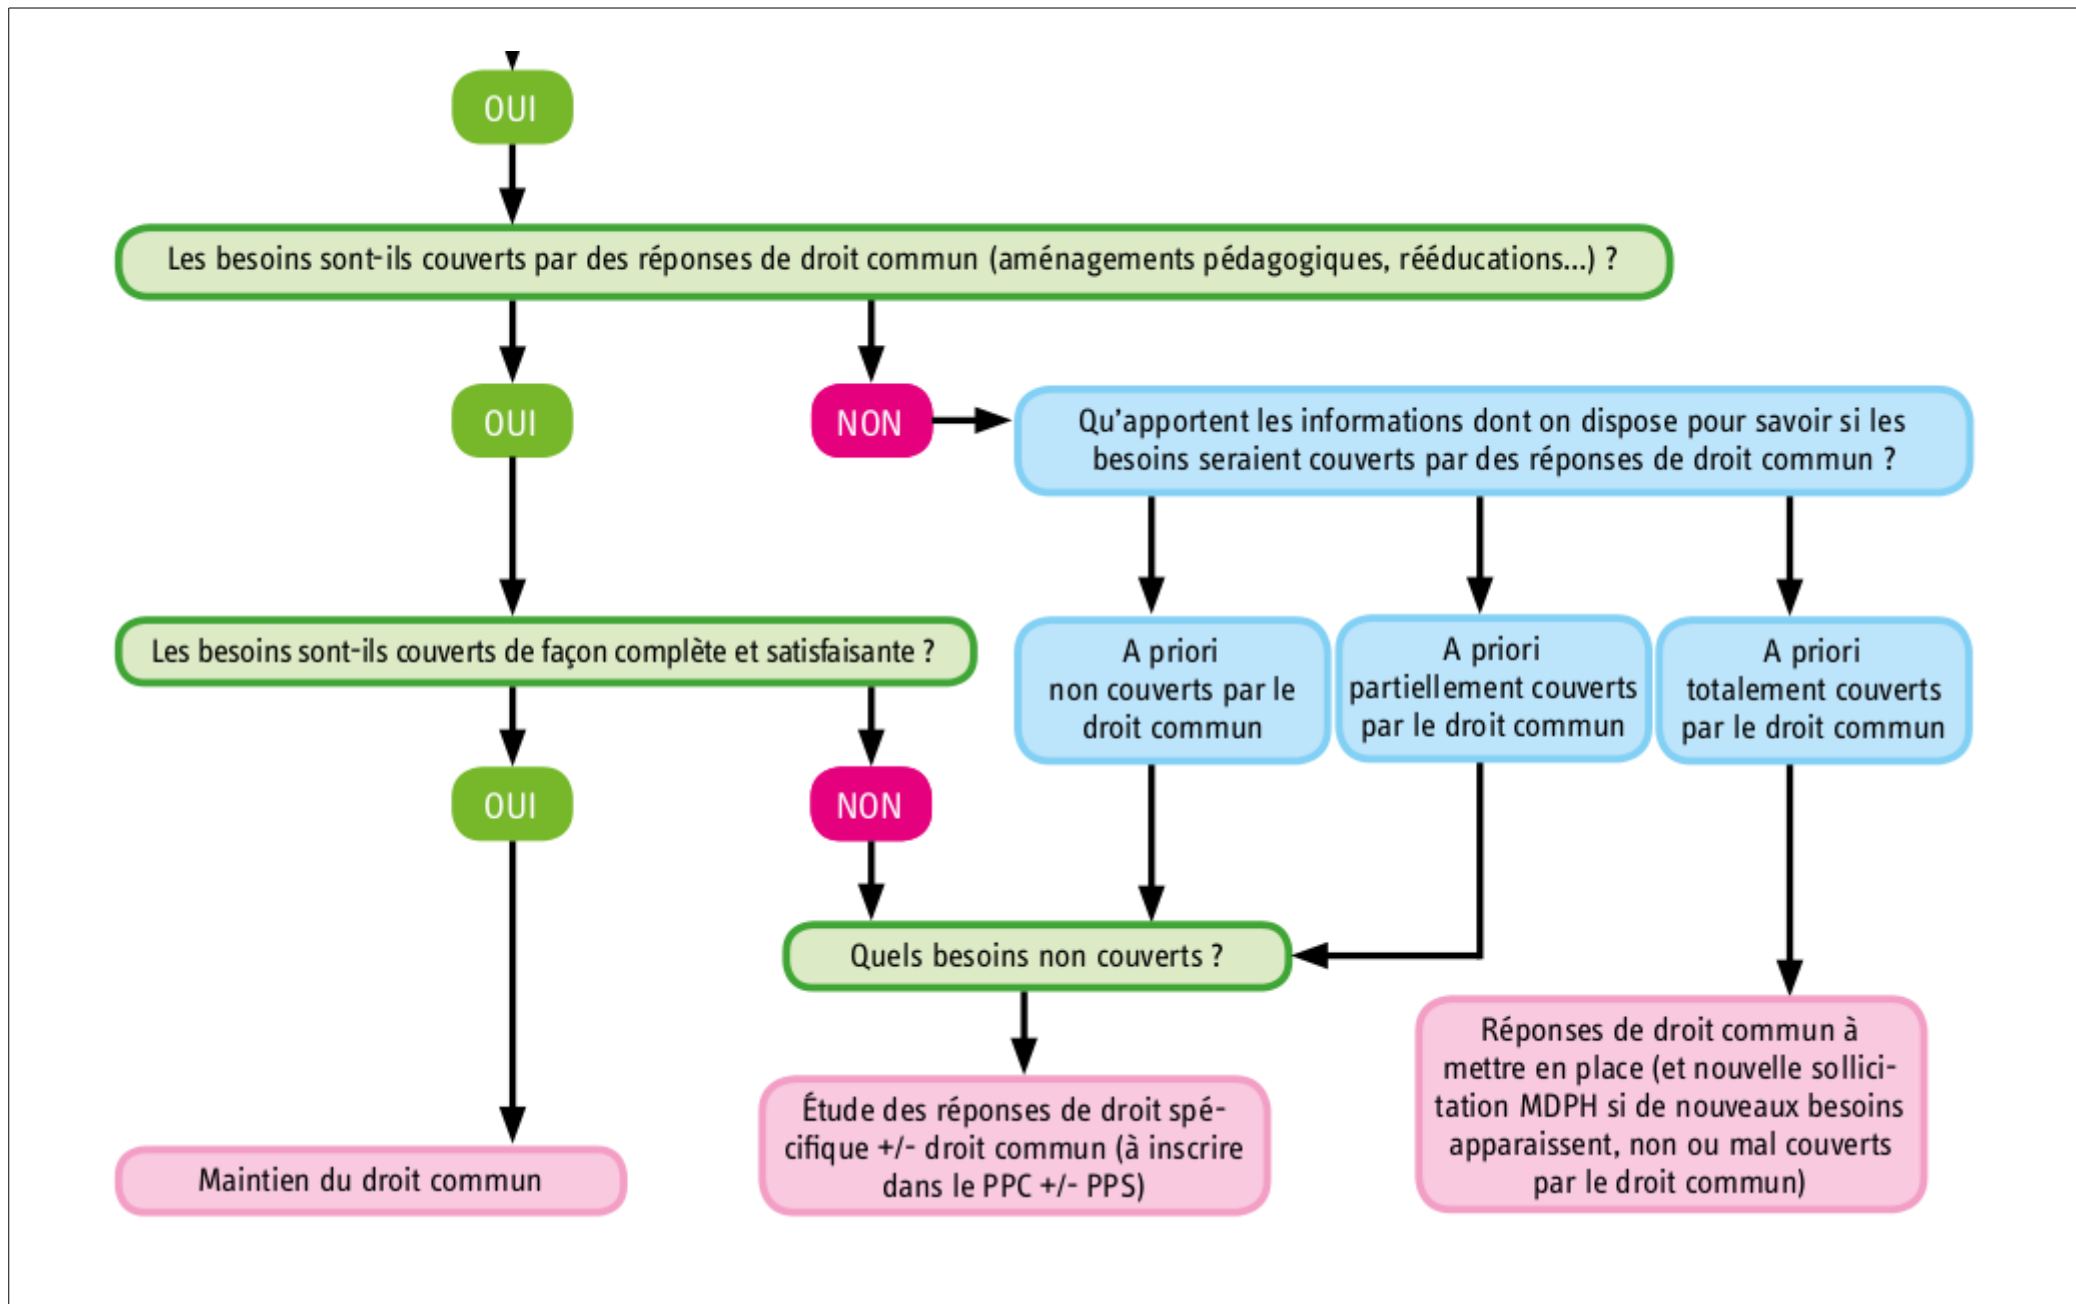 OUI
Les besoins sont-ils couverts par des réponses de droit commun (aménagements pédagogiques, rééducations...) ?
OUI
NON
Qu'apportent les informations dont on dispose pour savoir si les
besoins seraient couverts par des réponses de droit commun ?
Les besoins sont-ils couverts de façon complète et satisfaisante ?
A priori
non couverts par le
droit commun
A priori
partiellement couverts
par le droit commun
A priori
totalement couverts
par le droit commun
OUI
NON
Quels besoins non couverts ?
Réponses de droit commun à
mettre en place (et nouvelle sollici-
tation MDPH si de nouveaux besoins
apparaissent, non ou mal couverts
par le droit commun)
Étude des réponses de droit spé-
cifique +/- droit commun (à inscrire
dans le PPC +/- PPS)
Maintien du droit commun